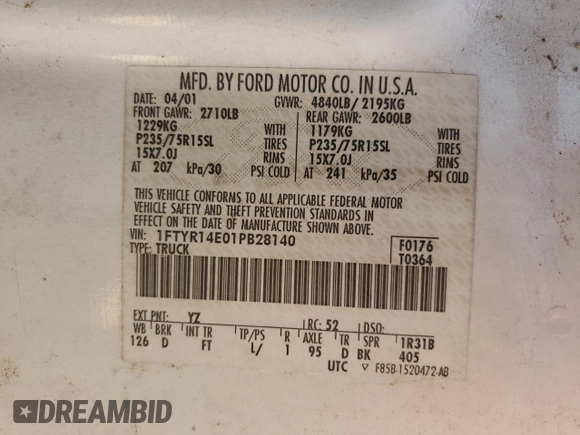 MFD. BY FORD MOTOR CO. IN U.S.A.
DATE: 04/01 GVWR: 4840LB/ 2195KG
FRONT GAWR: 2710LB REAR GAWR: 2600LB
1229KG WITH 1179KG WITH
P235/75R15SL TIRES P235/75R15SL TIRES
15X7.0J RIMS 15X7.0J RIMS
AT 207 kPa/30 PSI COLD AT 241 kPa/35 PSI COLD
THIS VEHICLE CONFORMS TO ALL APPLICABLE FEDERAL MOTOR
VEHICLE SAFETY AND THEFT PREVENTION STANDARDS IN
EFFECT ON THE DATE OF MANUFACTURE SHOWN ABOVE.
VIN: 1FTYR14E01PB28140 F0176
TYPE: TRUCK T0364
EXT PNT: YZ RC: 52 DSO:
WB BRK INT TR TP/PS R AXLE TR SPR 1R31B
126 D FT L/ 1 95 D BK 405
UTC F85B-1520472-AB
DREAMBID